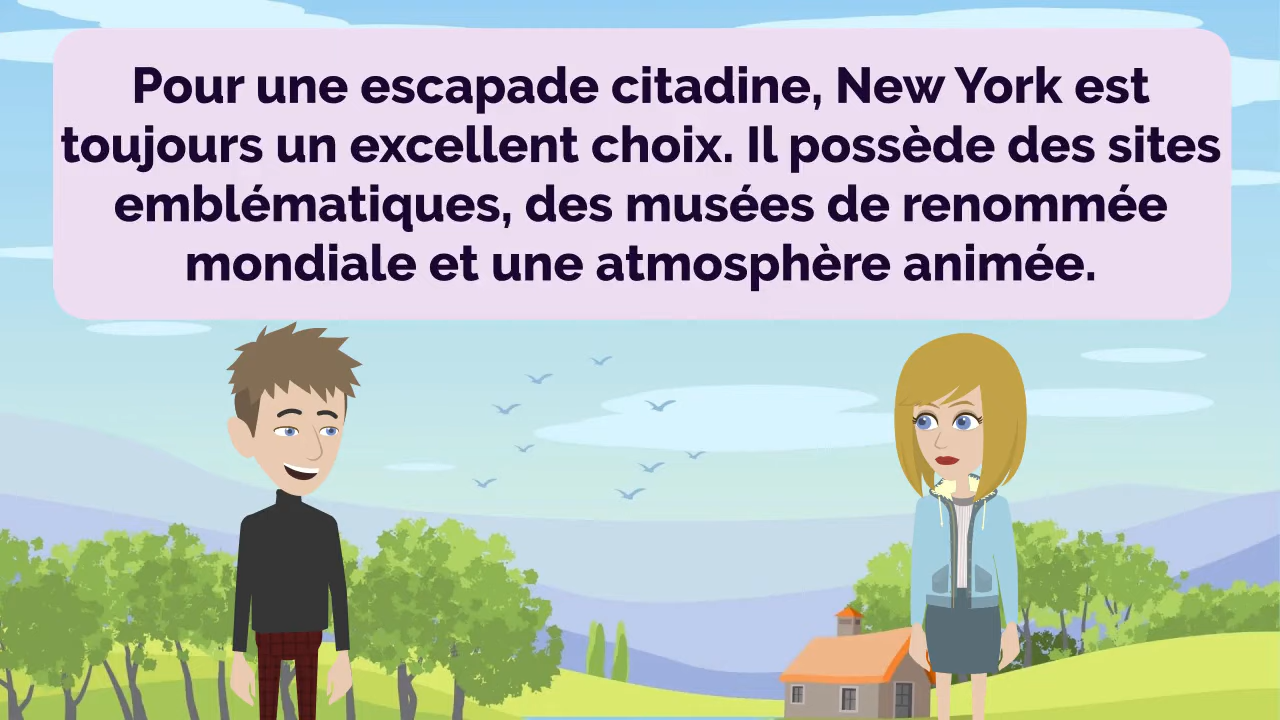 Pour une escapade citadine, New York est
toujours un excellent choix. Il possède des sites
emblématiques, des musées de renommée
mondiale et une atmosphère animée.